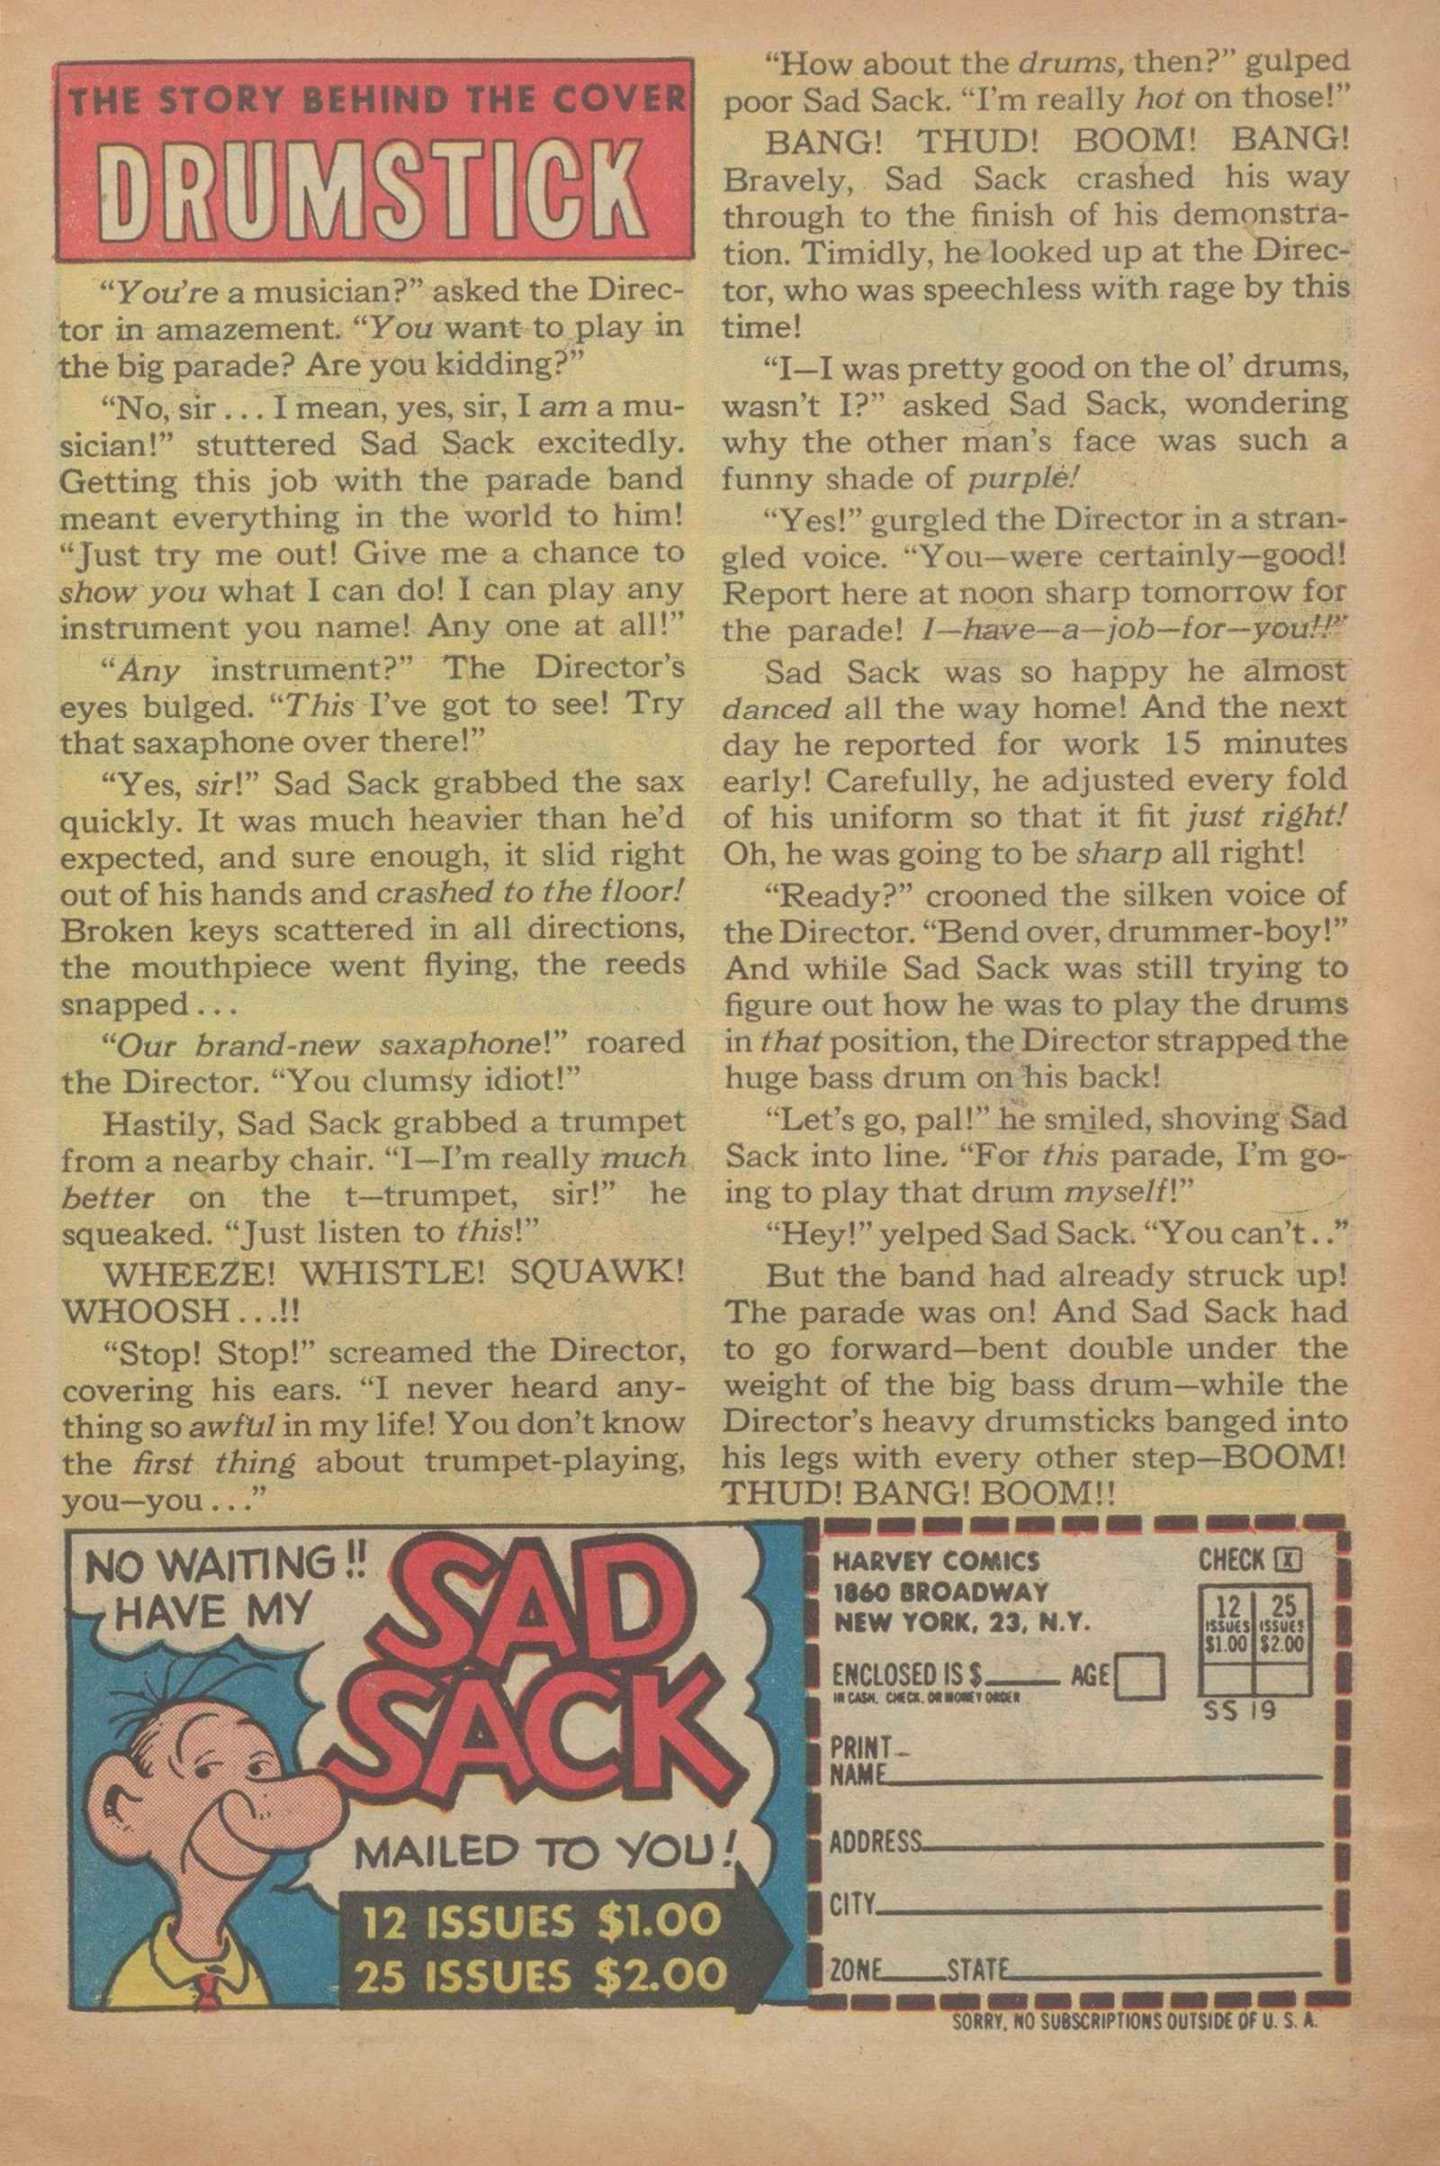 THE STORY BEHIND THE COVER
DRUMSTICK
“You're a musician?” asked the Direc-
tor in amazement. “You want to play in
the big parade? Are you kidding?”
“No, sir . . . I mean, yes, sir, I am a mu-
sician!” stuttered Sad Sack excitedly.
Getting this job with the parade band
meant everything in the world to him!
“Just try me out! Give me a chance to
show you what I can do! I can play any
instrument you name! Any one at all!”
“Any instrument?” The Director's
eyes bulged. “This I've got to see! Try
that saxaphone over there!”
“Yes, sir!” Sad Sack grabbed the sax
quickly. It was much heavier than he'd
expected, and sure enough, it slid right
out of his hands and crashed to the floor!
Broken keys scattered in all directions,
the mouthpiece went flying, the reeds
snapped . . .
“Our brand-new saxaphone!” roared
the Director. “You clumsy idiot!”
Hastily, Sad Sack grabbed a trumpet
from a nearby chair. “I—I'm really much
better on the t—trumpet, sir!” he
squeaked. “Just listen to this!”
WHEEZE! WHISTLE! SQUAWK!
WHOOSH . . .!!
“Stop! Stop!” screamed the Director,
covering his ears. “I never heard any-
thing so awful in my life! You don't know
the first thing about trumpet-playing,
you—you . . .”
“How about the drums, then?” gulped
poor Sad Sack. “I'm really hot on those!”
BANG! THUD! BOOM! BANG!
Bravely, Sad Sack crashed his way
through to the finish of his demonstra-
tion. Timidly, he looked up at the Direc-
tor, who was speechless with rage by this
time!
“I—I was pretty good on the ol' drums,
wasn't I?” asked Sad Sack, wondering
why the other man's face was such a
funny shade of purple!
“Yes!” gurgled the Director in a stran-
gled voice. “You—were certainly—good!
Report here at noon sharp tomorrow for
the parade! I—have—a—job—for—you!!”
Sad Sack was so happy he almost
danced all the way home! And the next
day he reported for work 15 minutes
early! Carefully, he adjusted every fold
of his uniform so that it fit just right!
Oh, he was going to be sharp all right!
“Ready?” crooned the silken voice of
the Director. “Bend over, drummer-boy!”
And while Sad Sack was still trying to
figure out how he was to play the drums
in that position, the Director strapped the
huge bass drum on his back!
“Let's go, pal!” he smiled, shoving Sad
Sack into line. “For this parade, I'm go-
ing to play that drum myself!”
“Hey!” yelped Sad Sack. “You can't . .”
But the band had already struck up!
The parade was on! And Sad Sack had
to go forward—bent double under the
weight of the big bass drum—while the
Director's heavy drumsticks banged into
his legs with every other step—BOOM!
THUD! BANG! BOOM!!
NO WAITING!!
HAVE MY
SAD
SACK
MAILED TO YOU!
12 ISSUES $1.00
25 ISSUES $2.00
HARVEY COMICS
1860 BROADWAY
NEW YORK, 23, N.Y.
CHECK X
12 ISSUES $1.00
25 ISSUES $2.00
SS 19
ENCLOSED IS $ AGE
IN CASH, CHECK, OR MONEY ORDER
PRINT
NAME
ADDRESS
CITY
ZONE STATE
SORRY, NO SUBSCRIPTIONS OUTSIDE OF U. S. A.